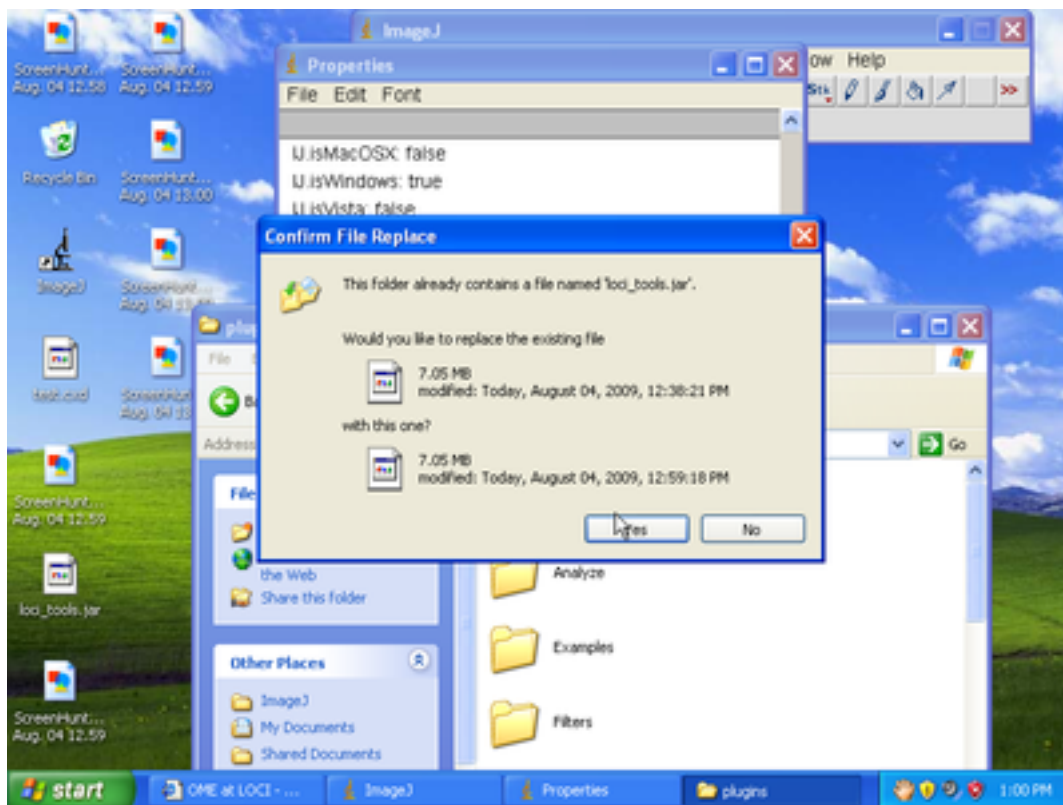 ScreenHunt...
Aug. 04 12.58
ScreenHunt...
Aug. 04 12.59
Recycle Bin
ScreenHunt...
Aug. 04 13.00
ImageJ
ScreenHunt...
test.cxd
ScreenHunt...
ScreenHunt...
Aug. 04 12.59
loci_tools.jar
ScreenHunt...
Aug. 04 12.59
ImageJ
Help
Properties
File Edit Font
IJ.isMacOSX: false
IJ.isWindows: true
IJ.isVista: false
Confirm File Replace
This folder already contains a file named 'loci_tools.jar'.
Would you like to replace the existing file
7.05 MB
modified: Today, August 04, 2009, 12:38:21 PM
with this one?
7.05 MB
modified: Today, August 04, 2009, 12:59:18 PM
Yes
No
File
Address
Go
the Web
Share this folder
Other Places
ImageJ
My Documents
Shared Documents
Analyze
Examples
Filters
start
OME at LOCI - ...
ImageJ
Properties
plugins
1:00 PM